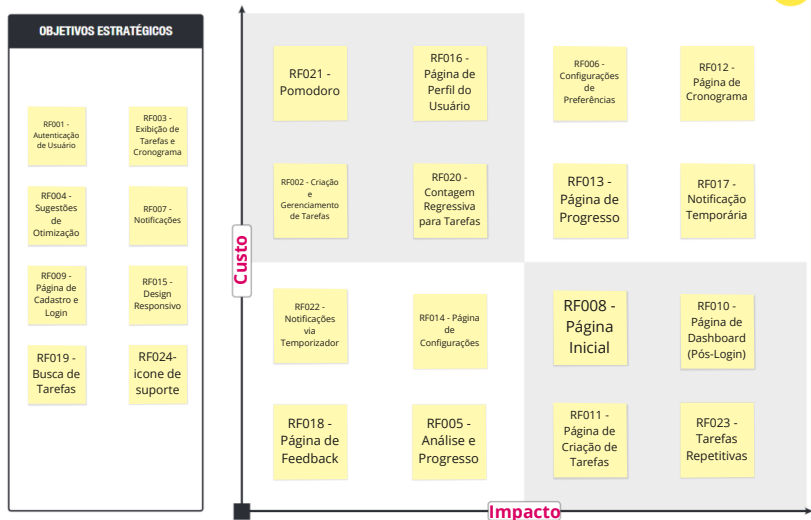 OBJETIVOS ESTRATÉGICOS
RF001 -
Autenticação
de Usuário
RF003 -
Exibição de
Tarefas e
Cronograma
RF004 -
Sugestões
de
Otimização
RF007 -
Notificações
RF009 -
Página de
Cadastro e
Login
RF015 -
Design
Responsivo
RF019 -
Busca de
Tarefas
RF024-
icone de
suporte
Custo
RF021 -
Pomodoro
RF016 -
Página de
Perfil do
Usuário
RF006 -
Configurações
de
Preferências
RF012 -
Página de
Cronograma
RF002 - Criação
e
Gerenciamento
de Tarefas
RF020 -
Contagem
Regressiva
para Tarefas
RF013 -
Página de
Progresso
RF017 -
Notificação
Temporária
RF022 -
Notificações
via
Temporizador
RF014 - Página
de
Configurações
RF008 -
Página
Inicial
RF010 -
Página de
Dashboard
(Pós-Login)
RF018 -
Página de
Feedback
RF005 -
Análise e
Progresso
RF011 -
Página de
Criação de
Tarefas
RF023 -
Tarefas
Repetitivas
Impacto